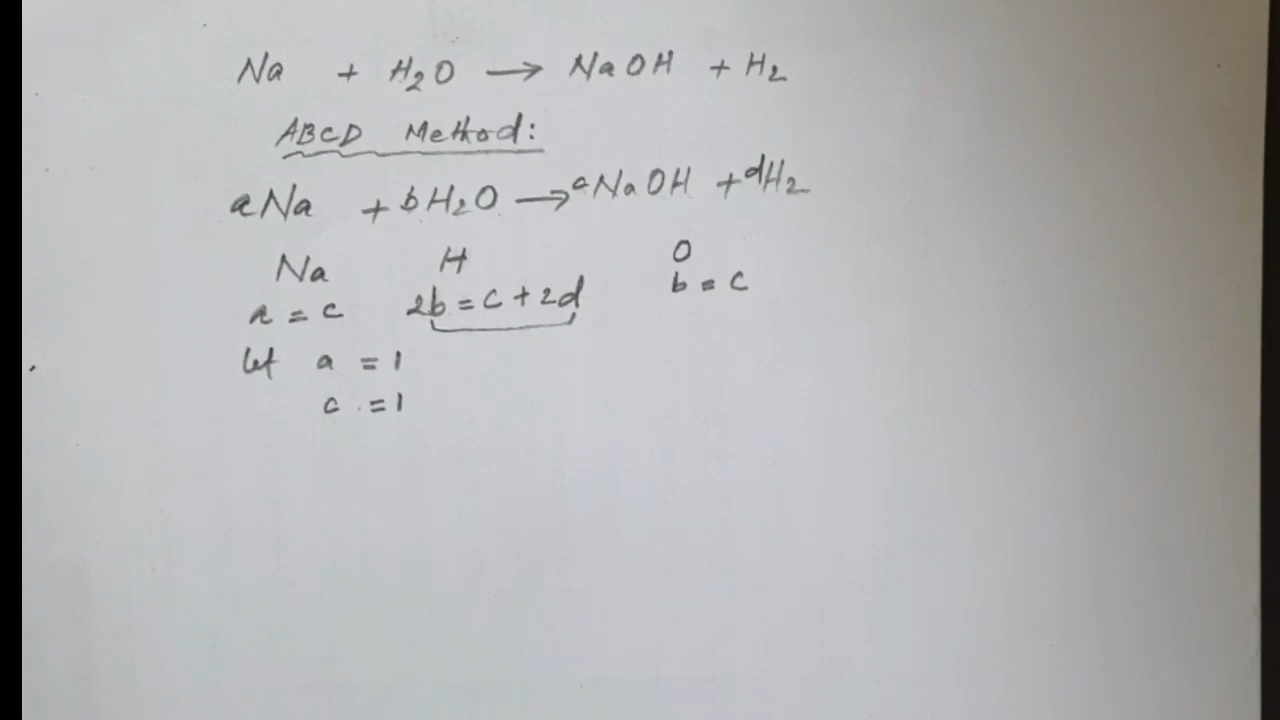 Na + H2O → NaOH + H2
ABCD Method:
aNa + bH2O → cNaOH + dH2
Na H O
a = c 2b = c + 2d b = c
let a = 1
c = 1